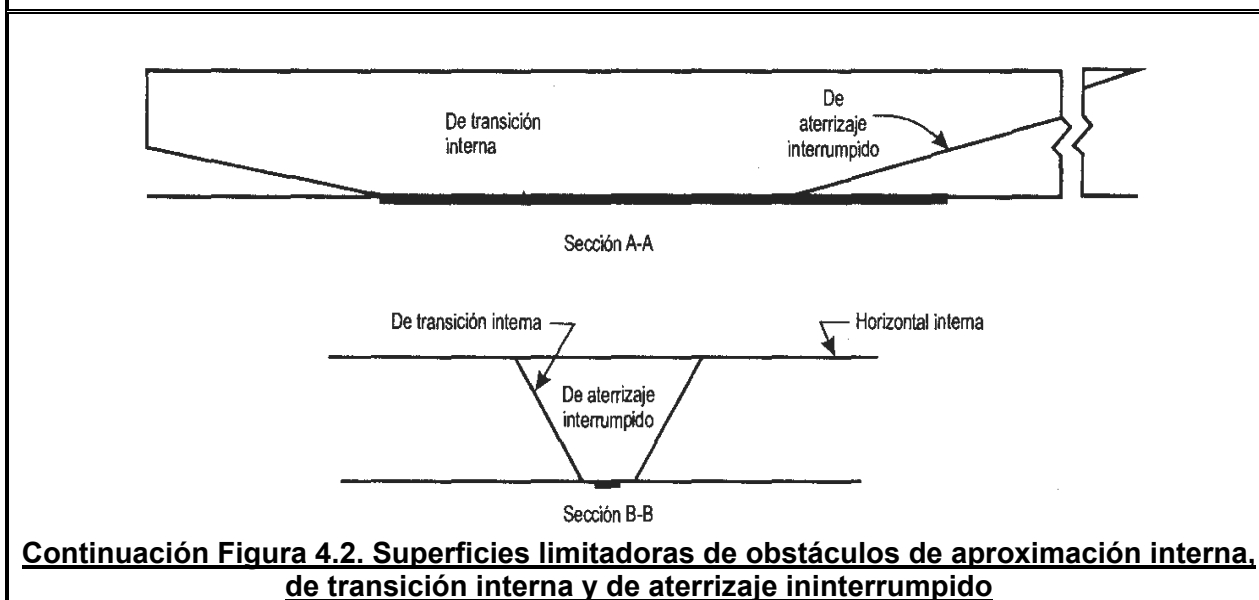 De transición
interna
De
aterrizaje
interrumpido
Sección A-A
De transición interna
Horizontal interna
De aterrizaje
interrumpido
Sección B-B
Continuación Figura 4.2. Superficies limitadoras de obstáculos de aproximación interna,
de transición interna y de aterrizaje ininterrumpido